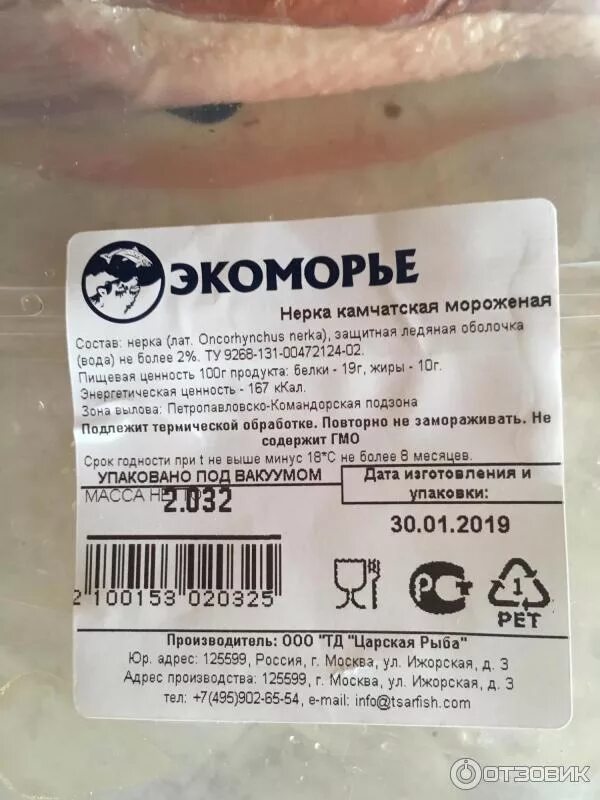 ЭКОМОРЬЕ
Нерка камчатская мороженая
Состав: нерка (лат. Oncorhynchus nerka), защитная ледяная оболочка
(вода) не более 2%. ТУ 9268-131-00472124-02.
Пищевая ценность 100г продукта: белки - 19г, жиры - 10г.
Энергетическая ценность - 167 кКал.
Зона вылова: Петропавловско-Командорская подзона
Подлежит термической обработке. Повторно не замораживать. Не
содержит ГМО
Срок годности при t не выше минус 18*С не более 8 месяцев.
УПАКОВАНО ПОД ВАКУУМОМ
МАССА 2.032
Дата изготовления и
упаковки:
30.01.2019
2 100153 020325
РСТ
1
PET
Производитель: ООО "ТД "Царская Рыба"
Юр. адрес: 125599, Россия, г. Москва, ул. Ижорская, д. 3
Адрес производства: 125599, г. Москва, ул. Ижорская, д. 3
тел: +7(495)902-65-54, e-mail: info@tsarfish.com
ОТЗОВИК